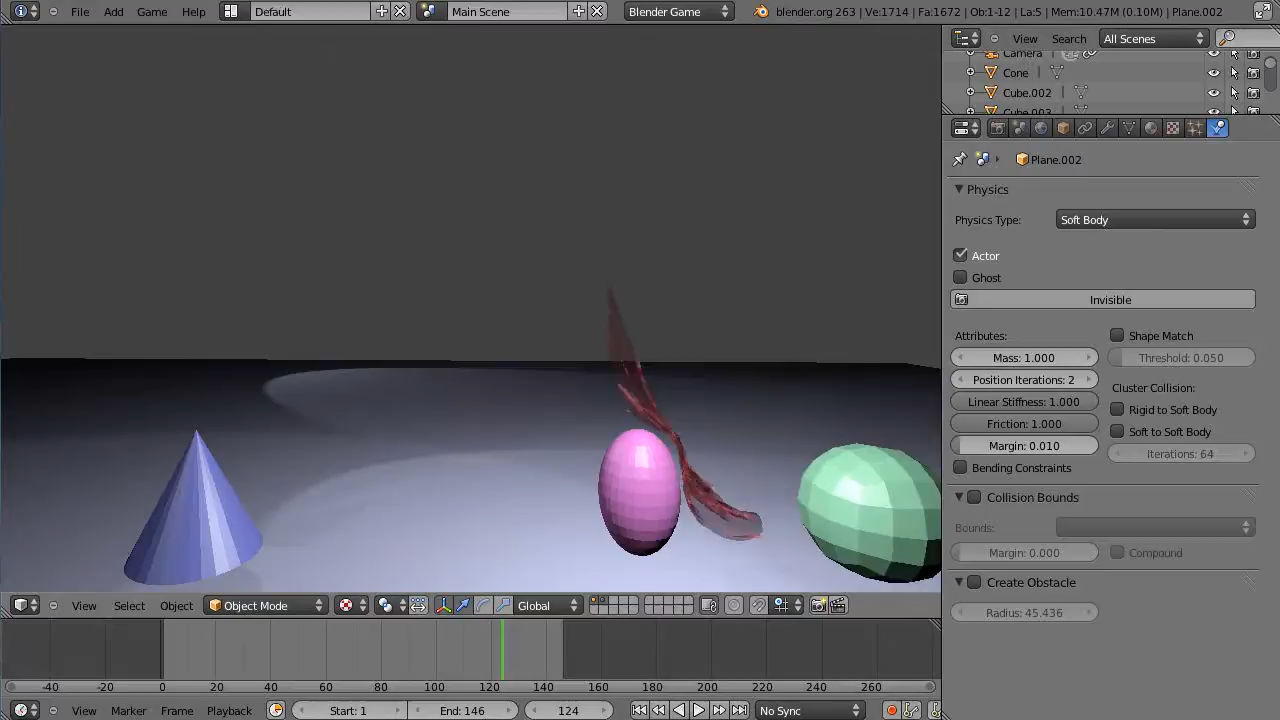 File Add Game Help Default Main Scene Blender Game blender.org 263 | Ve:1714 | Fa:1672 | Ob:1-12 | La:5 | Mem:10.47M (0.10M) | Plane.002
View Search All Scenes
Camera
Cone
Cube.002
Cube.003
Plane.002
Physics
Physics Type: Soft Body
Actor
Ghost
Invisible
Attributes: Shape Match
Mass: 1.000 Threshold: 0.050
Position Iterations: 2 Cluster Collision:
Linear Stiffness: 1.000 Rigid to Soft Body
Friction: 1.000 Soft to Soft Body
Margin: 0.010 Iterations: 64
Bending Constraints
Collision Bounds
Bounds:
Margin: 0.000 Compound
Create Obstacle
Radius: 45.436
View Select Object Object Mode Global
-40 -20 0 20 40 60 80 100 120 140 160 180 200 220 240 260
View Marker Frame Playback Start: 1 End: 146 124 No Sync